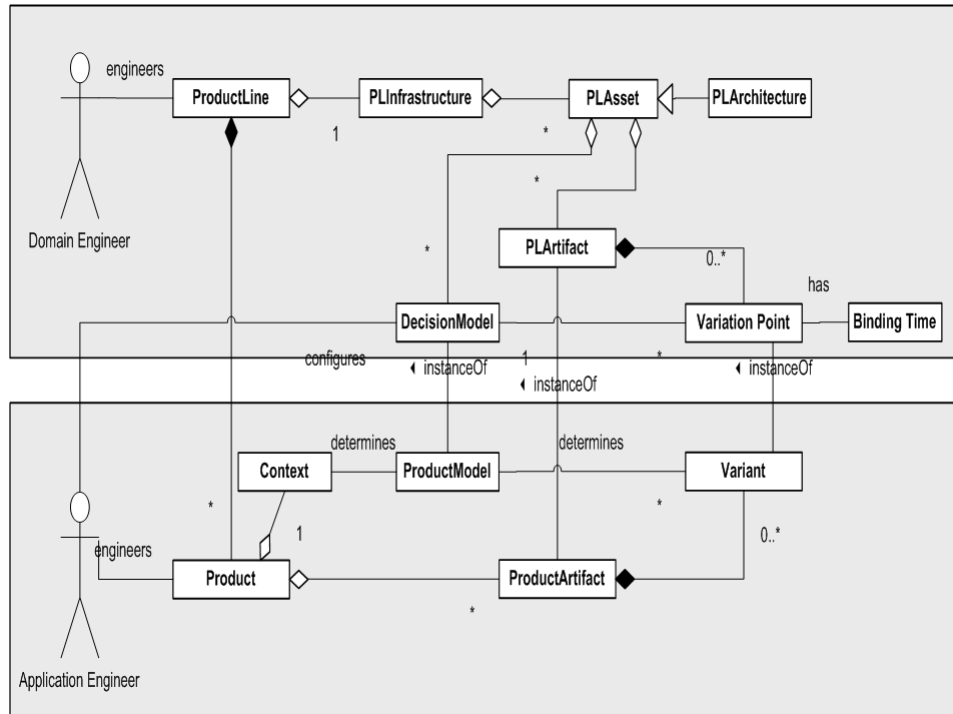 engineers
ProductLine
PLInfrastructure
PLAsset
PLArchitecture
1
*
*
Domain Engineer
*
PLArtifact
0..*
has
DecisionModel
Variation Point
Binding Time
configures
1
*
instanceOf
instanceOf
instanceOf
determines
determines
Context
ProductModel
Variant
*
*
1
0..*
engineers
Product
ProductArtifact
*
Application Engineer